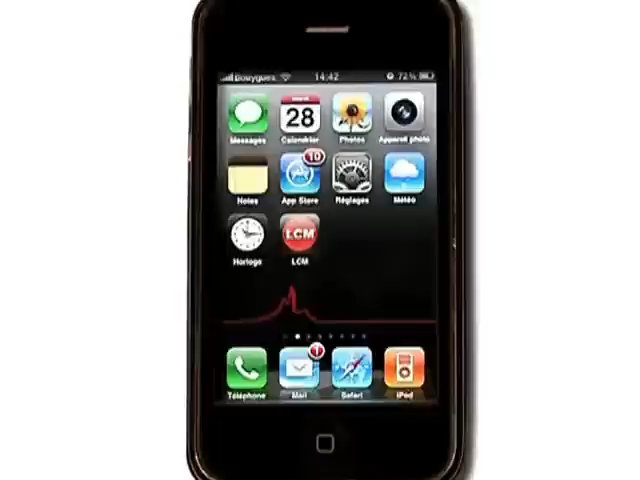 Bouygues 14:42 72%
28
Messages Calendrier Photos Appareil photo
10
Notes App Store Réglages Météo
LCM
Horloge LCM
1
Téléphone Mail Safari iPod